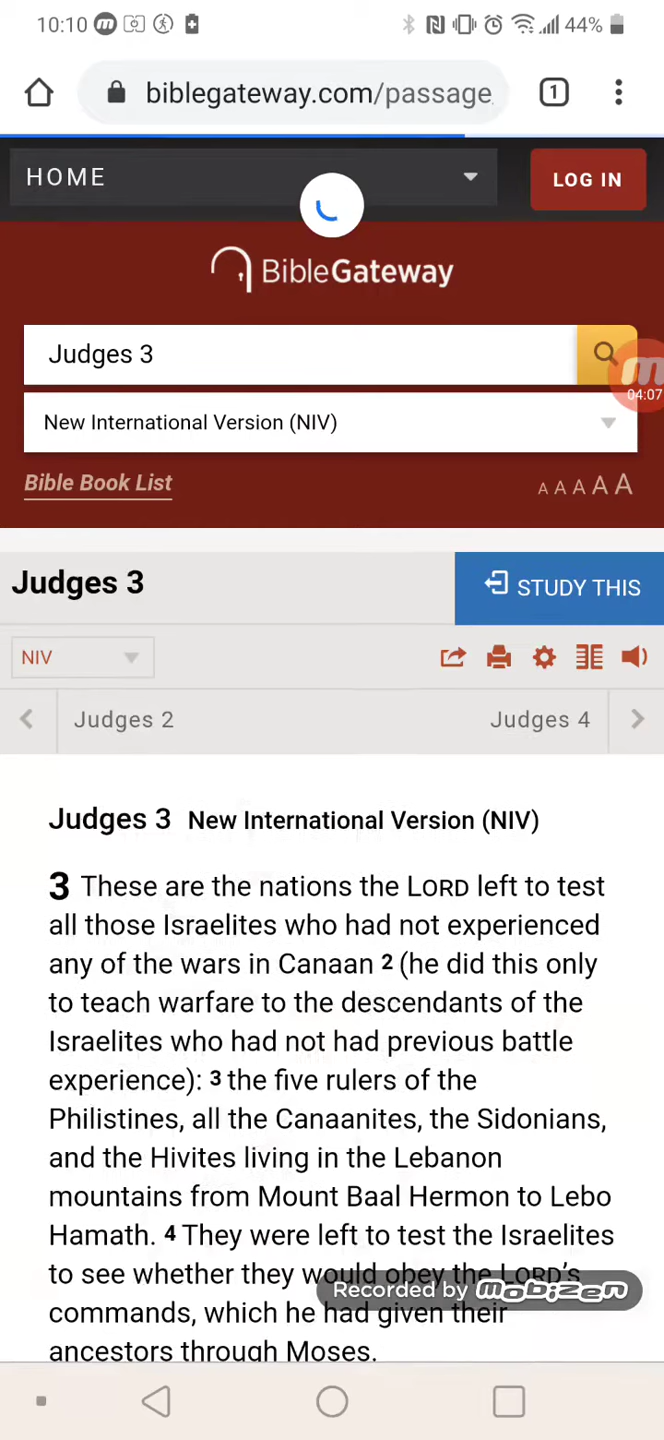 10:10
44%
biblegateway.com/passage
1
HOME
LOG IN
BibleGateway
Judges 3
04:07
New International Version (NIV)
Bible Book List
A A A A A
Judges 3
STUDY THIS
NIV
Judges 2
Judges 4
Judges 3 New International Version (NIV)
3 These are the nations the LORD left to test
all those Israelites who had not experienced
any of the wars in Canaan 2 (he did this only
to teach warfare to the descendants of the
Israelites who had not had previous battle
experience): 3 the five rulers of the
Philistines, all the Canaanites, the Sidonians,
and the Hivites living in the Lebanon
mountains from Mount Baal Hermon to Lebo
Hamath. 4 They were left to test the Israelites
to see whether they would obey the LORD's
Recorded by mobizen
commands, which he had given their
ancestors through Moses.